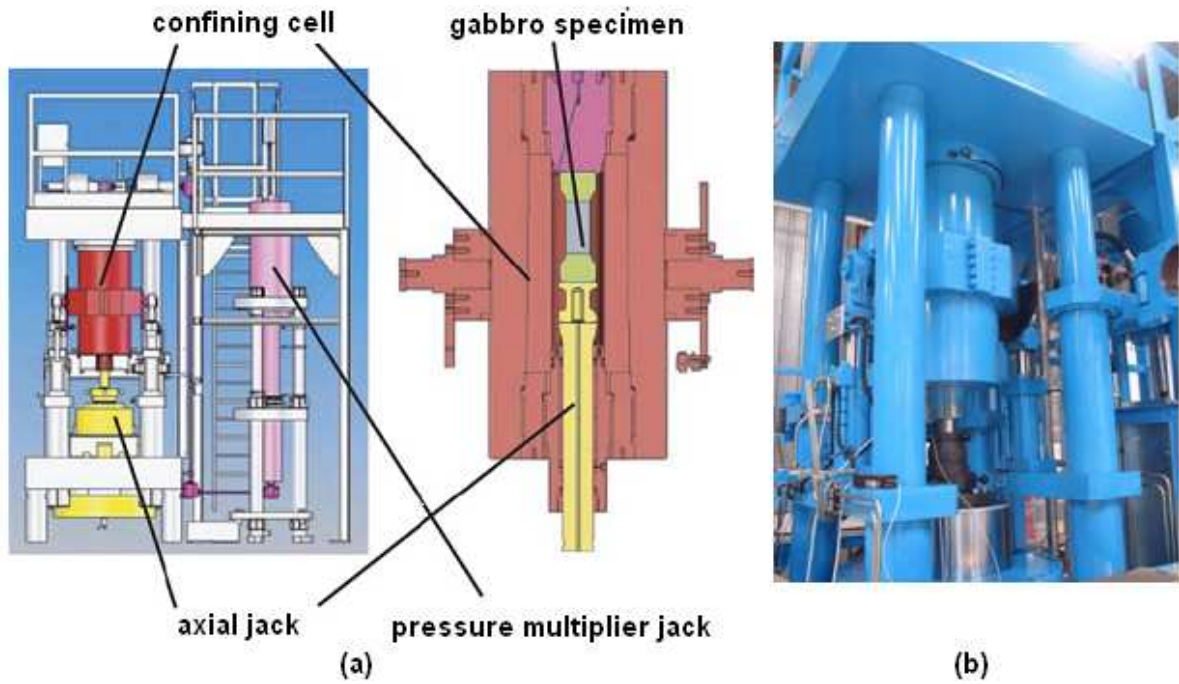 confining cell
gabbro specimen
axial jack
pressure multiplier jack
(a)
(b)